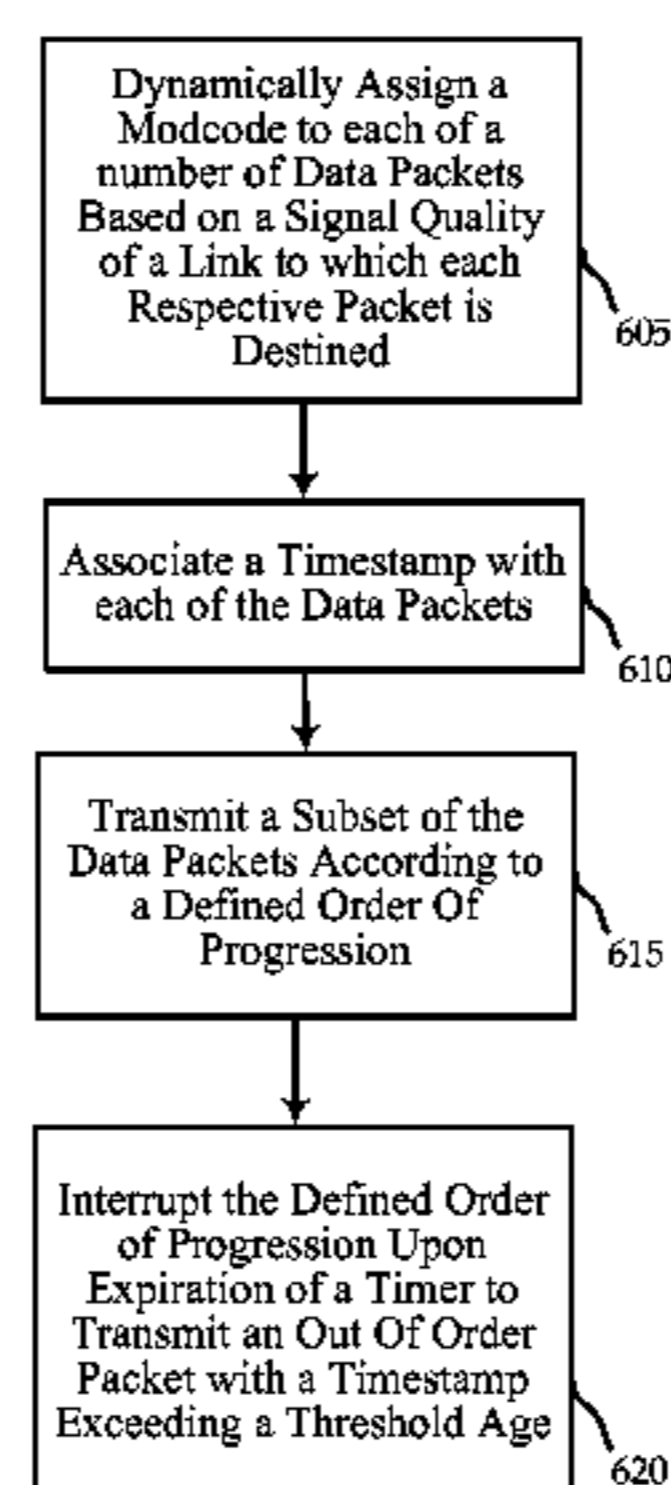 Dynamically Assign a
Modcode to each of a
number of Data Packets
Based on a Signal Quality
of a Link to which each
Respective Packet is
Destined
605
Associate a Timestamp with
each of the Data Packets
610
Transmit a Subset of the
Data Packets According to
a Defined Order Of
Progression
615
Interrupt the Defined Order
of Progression Upon
Expiration of a Timer to
Transmit an Out Of Order
Packet with a Timestamp
Exceeding a Threshold Age
620